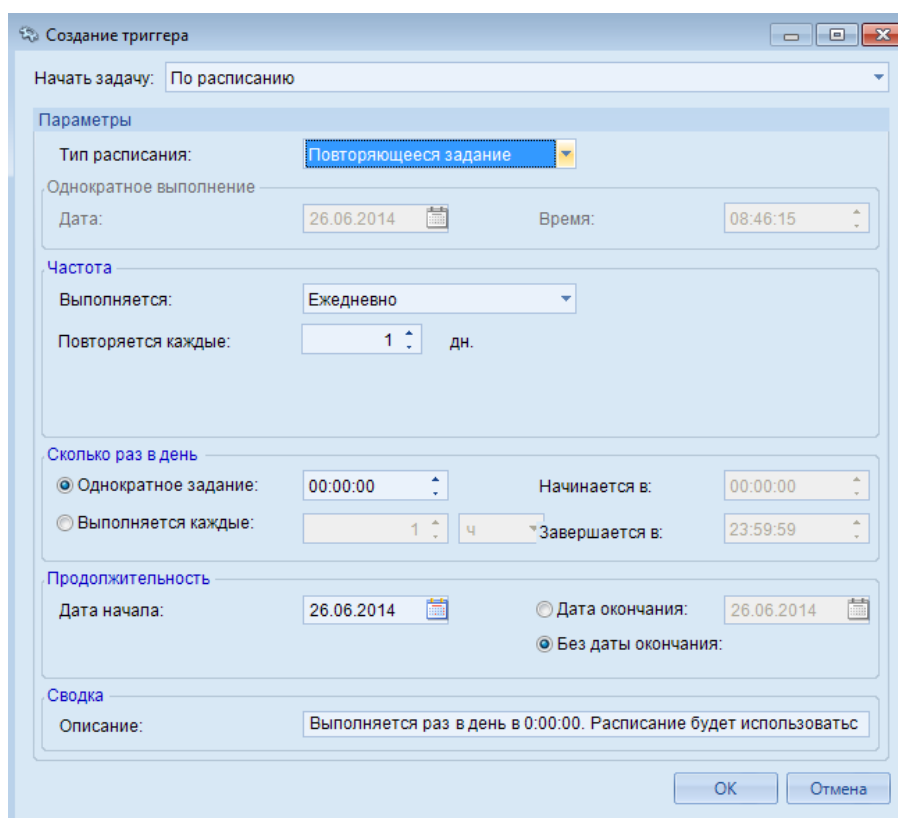 Создание триггера
Начать задачу: По расписанию
Параметры
Тип расписания: Повторяющееся задание
Однократное выполнение
Дата: 26.06.2014 Время: 08:46:15
Частота
Выполняется: Ежедневно
Повторяется каждые: 1 дн.
Сколько раз в день
Однократное задание: 00:00:00 Начинается в: 00:00:00
Выполняется каждые: 1 ч Завершается в: 23:59:59
Продолжительность
Дата начала: 26.06.2014 Дата окончания: 26.06.2014
Без даты окончания:
Сводка
Описание: Выполняется раз в день в 0:00:00. Расписание будет использоватьс
ОК Отмена